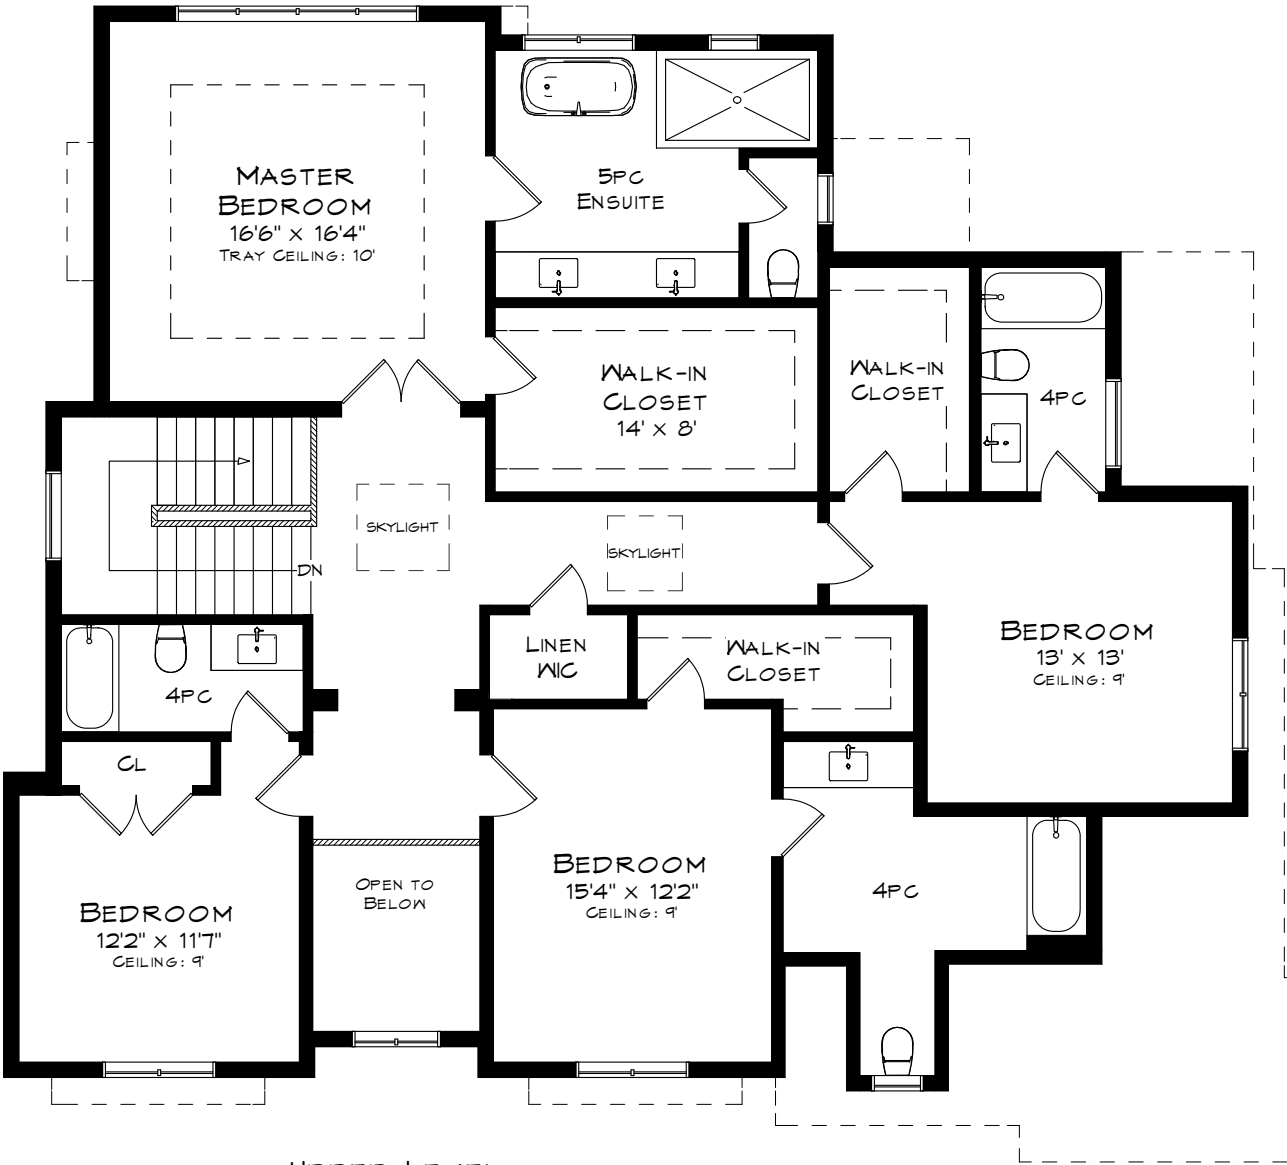 MASTER
BEDROOM
16'6" x 16'4"
TRAY CEILING: 10'
5PC
ENSUITE
WALK-IN
CLOSET
14' x 8'
WALK-IN
CLOSET
4PC
SKYLIGHT
SKYLIGHT
DN
LINEN
WIC
WALK-IN
CLOSET
BEDROOM
13' x 13'
CEILING: 9'
4PC
CL
BEDROOM
12'2" x 11'7"
CEILING: 9'
OPEN TO
BELOW
BEDROOM
15'4" x 12'2"
CEILING: 9'
4PC